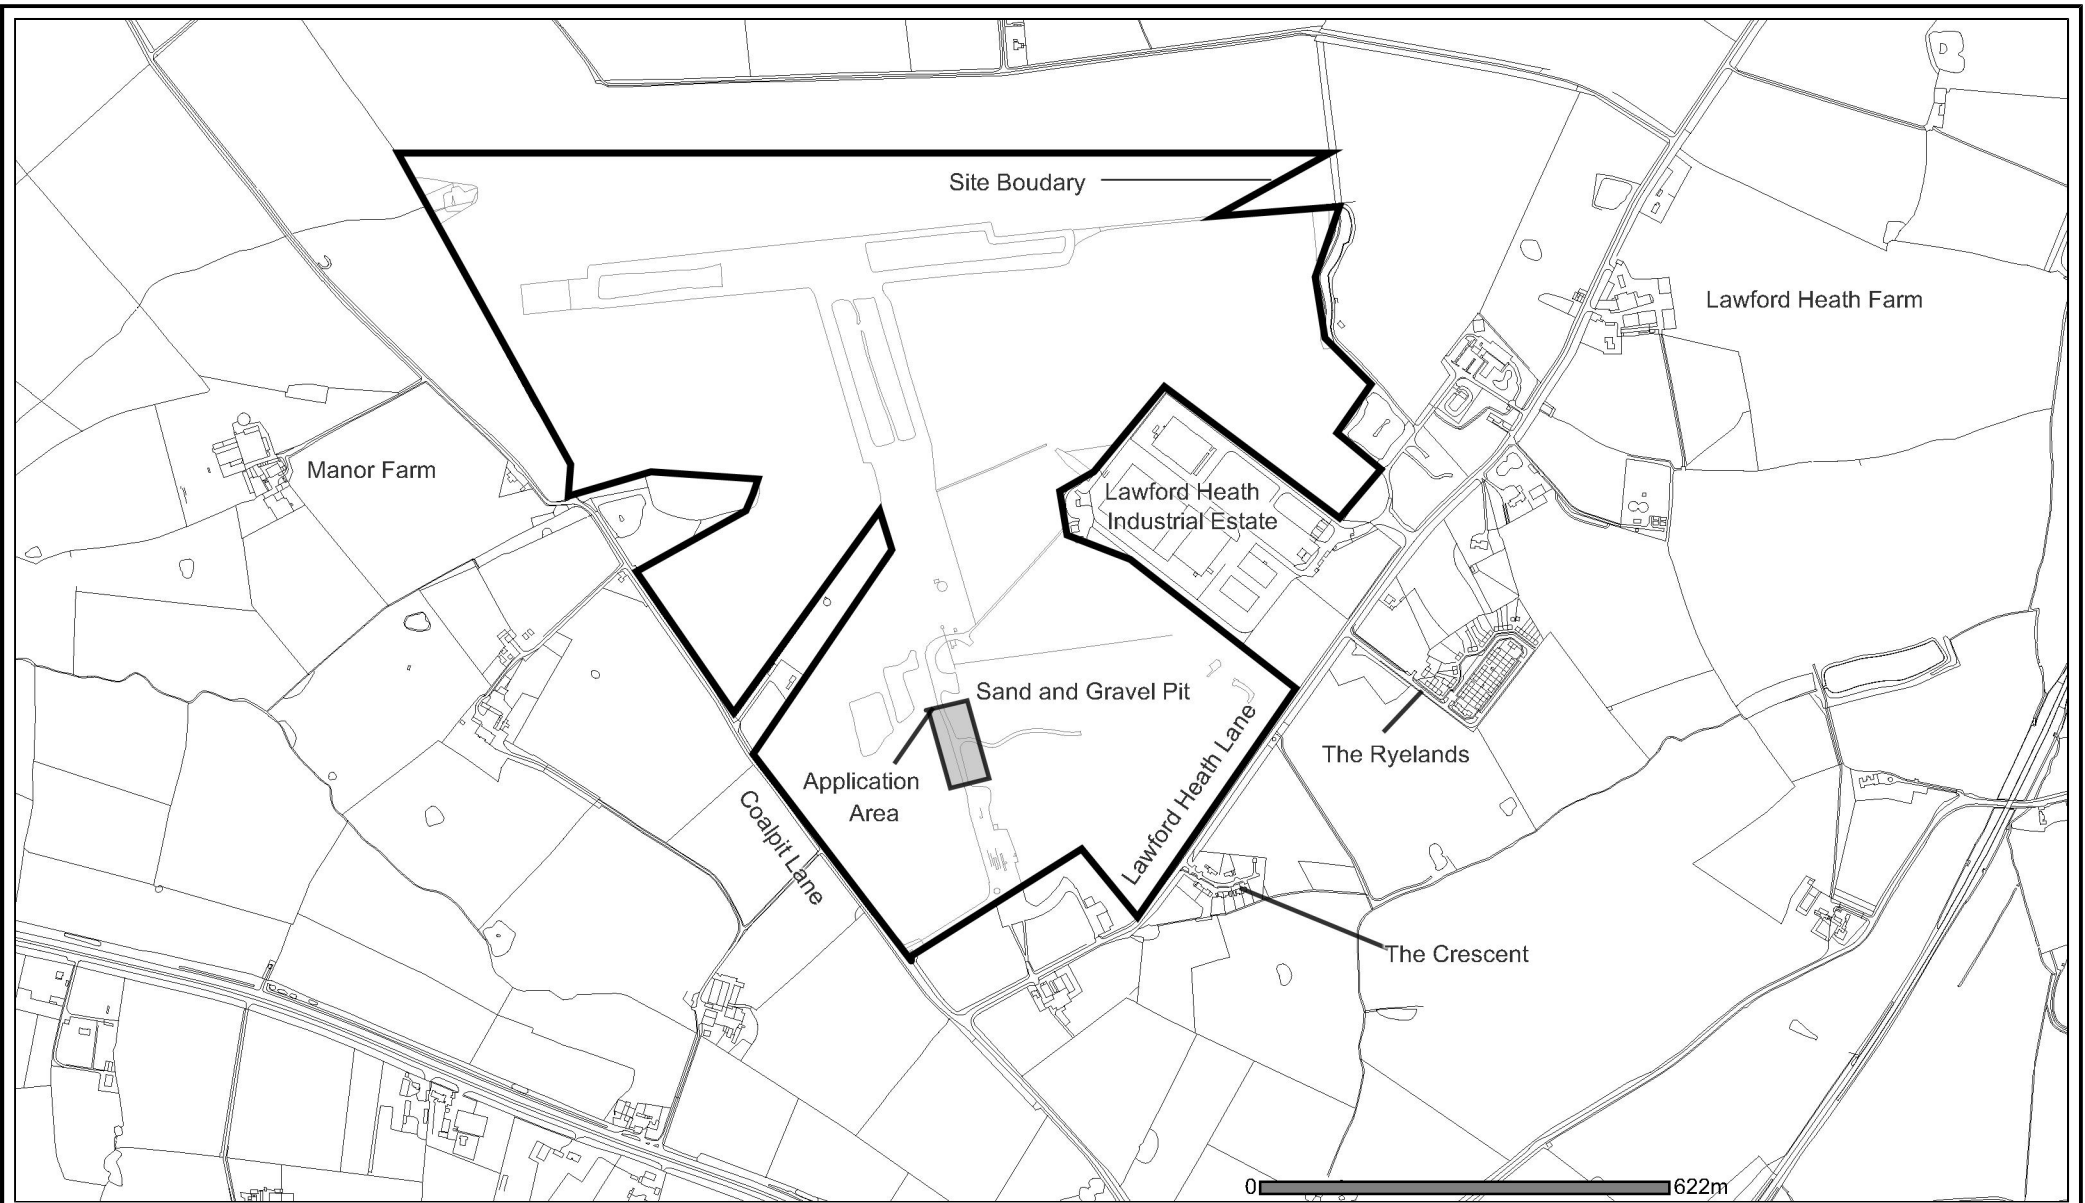 Site Boudary
Lawford Heath Farm
Manor Farm
Lawford Heath
Industrial Estate
Sand and Gravel Pit
Lawford Heath Lane
The Ryelands
Application
Area
Coalpit Lane
The Crescent
0
622m